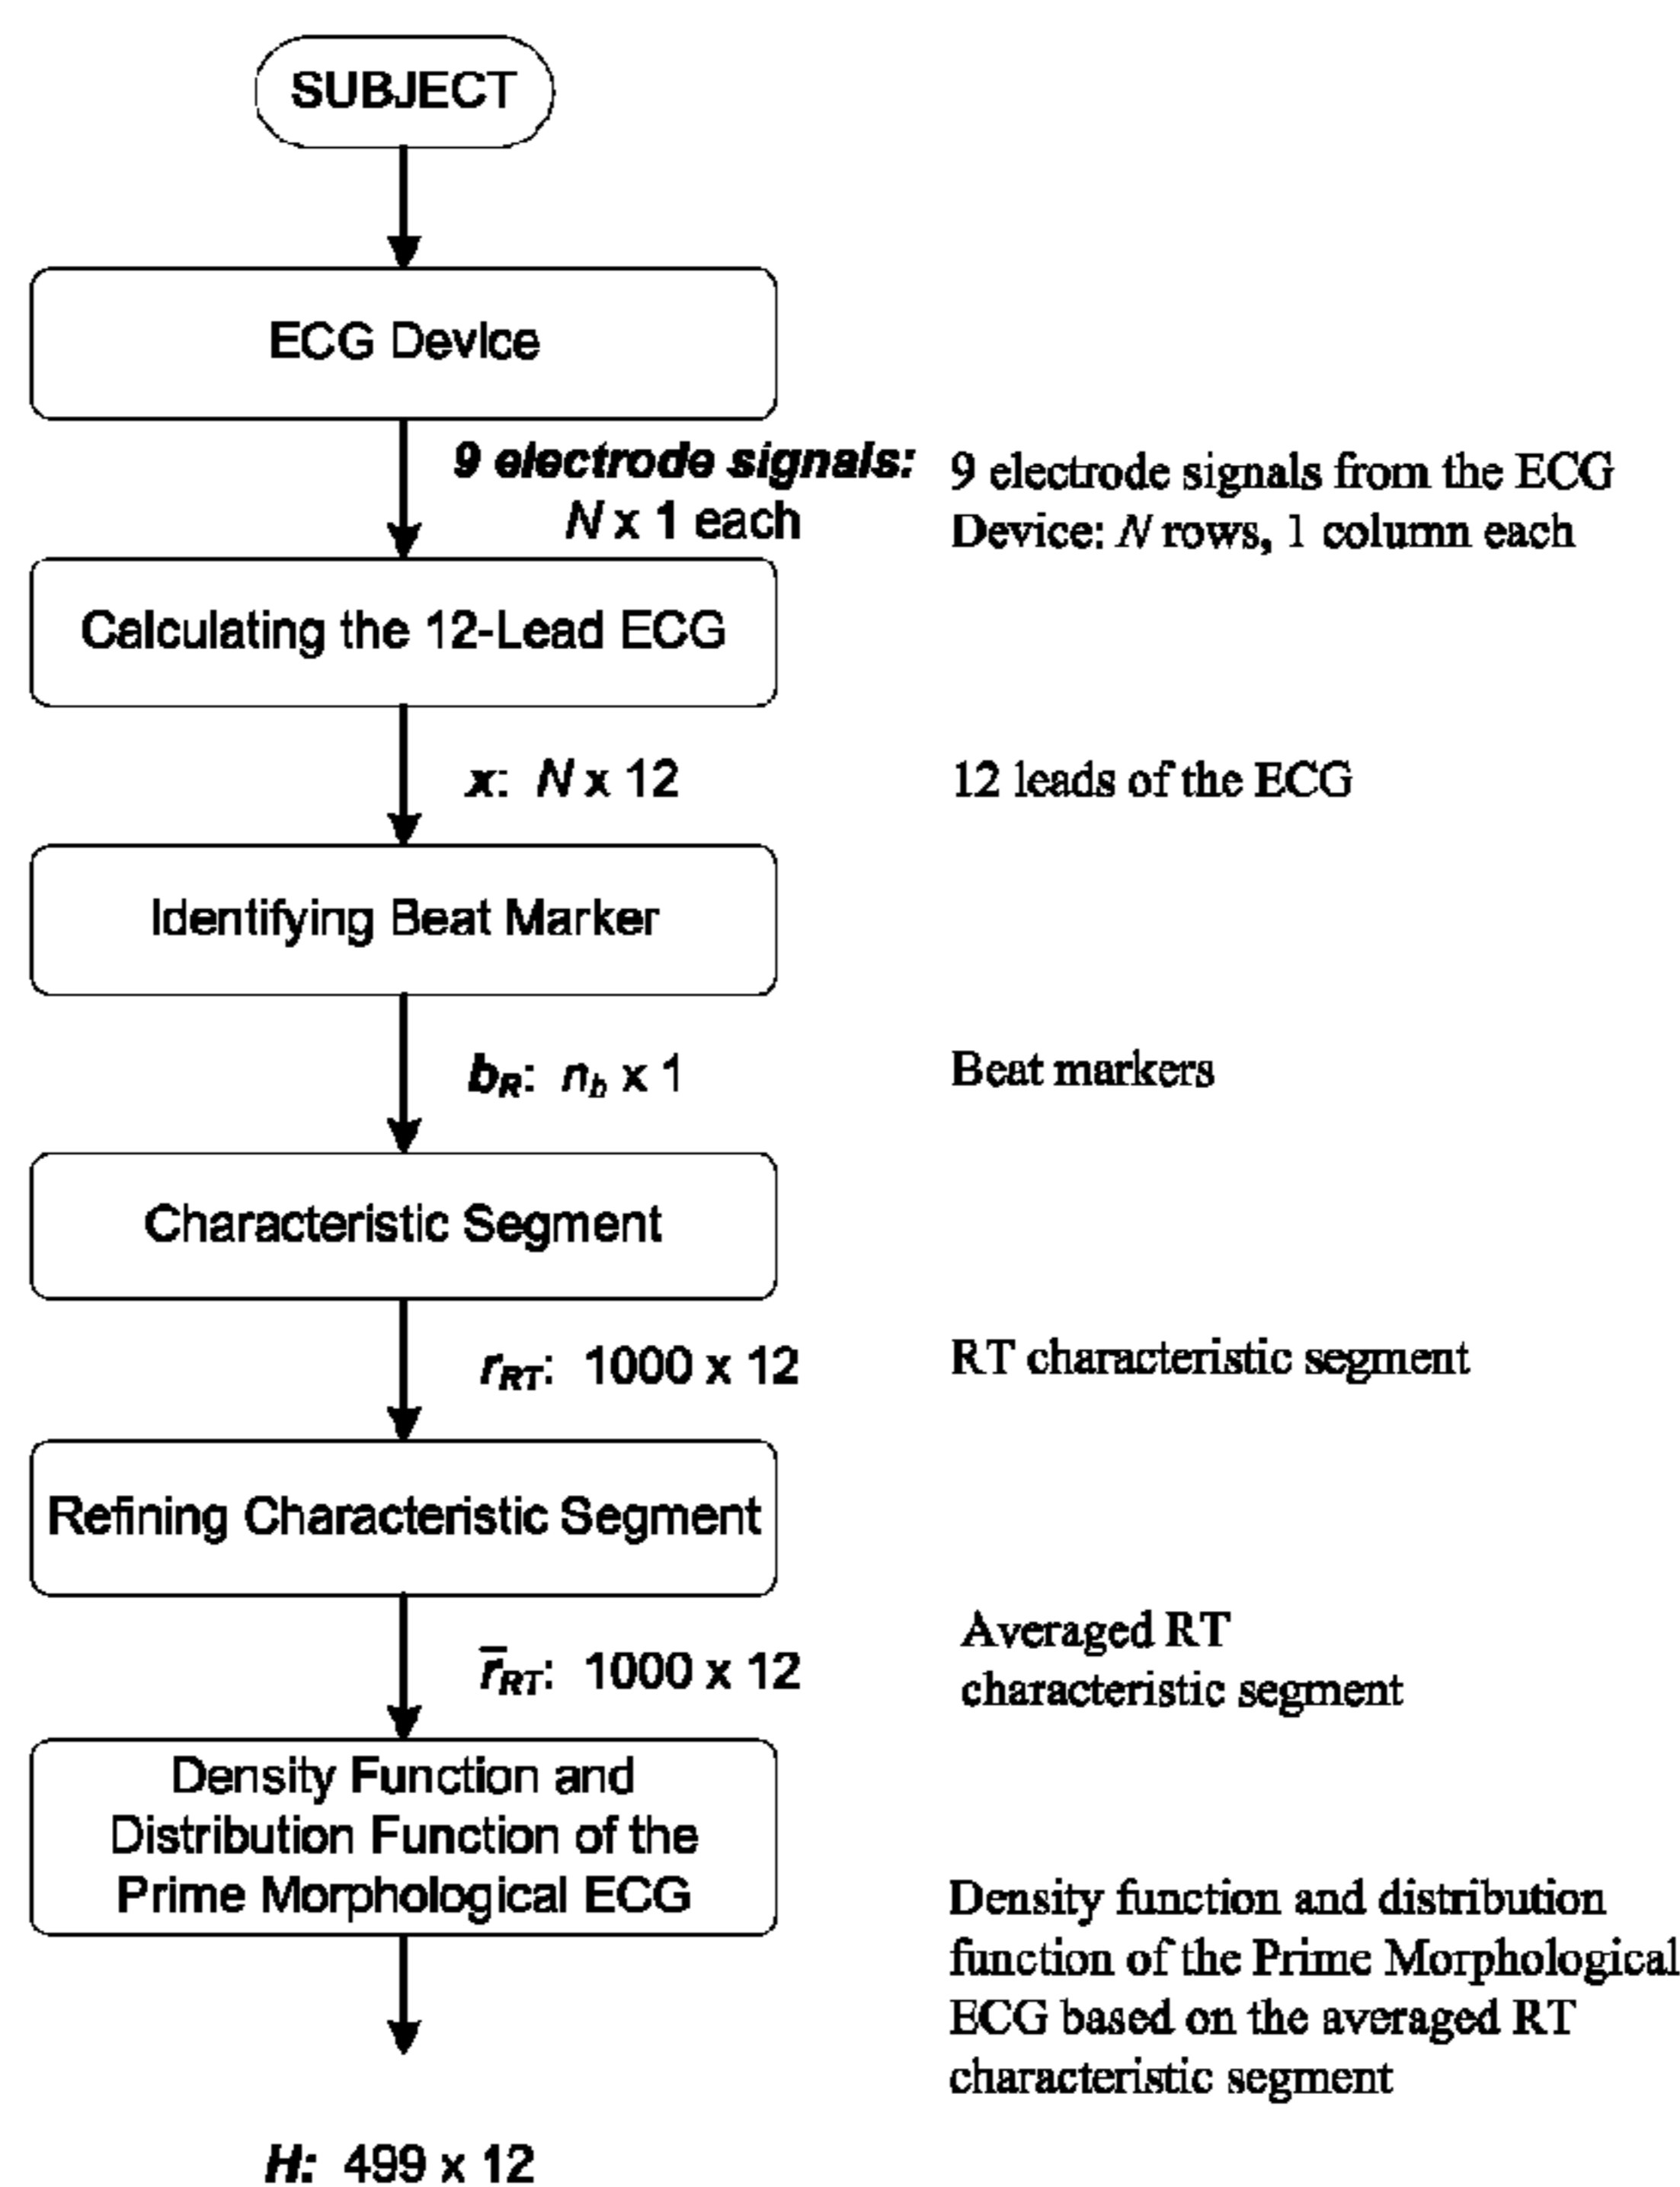 SUBJECT
ECG Device
9 electrode signals:
N x 1 each
9 electrode signals from the ECG
Device: N rows, 1 column each
Calculating the 12-Lead ECG
x: N x 12
12 leads of the ECG
Identifying Beat Marker
b_R: n_b x 1
Beat markers
Characteristic Segment
r_RT: 1000 x 12
RT characteristic segment
Refining Characteristic Segment
r̅_RT: 1000 x 12
Averaged RT
characteristic segment
Density Function and
Distribution Function of the
Prime Morphological ECG
Density function and distribution
function of the Prime Morphological
ECG based on the averaged RT
characteristic segment
H: 499 x 12